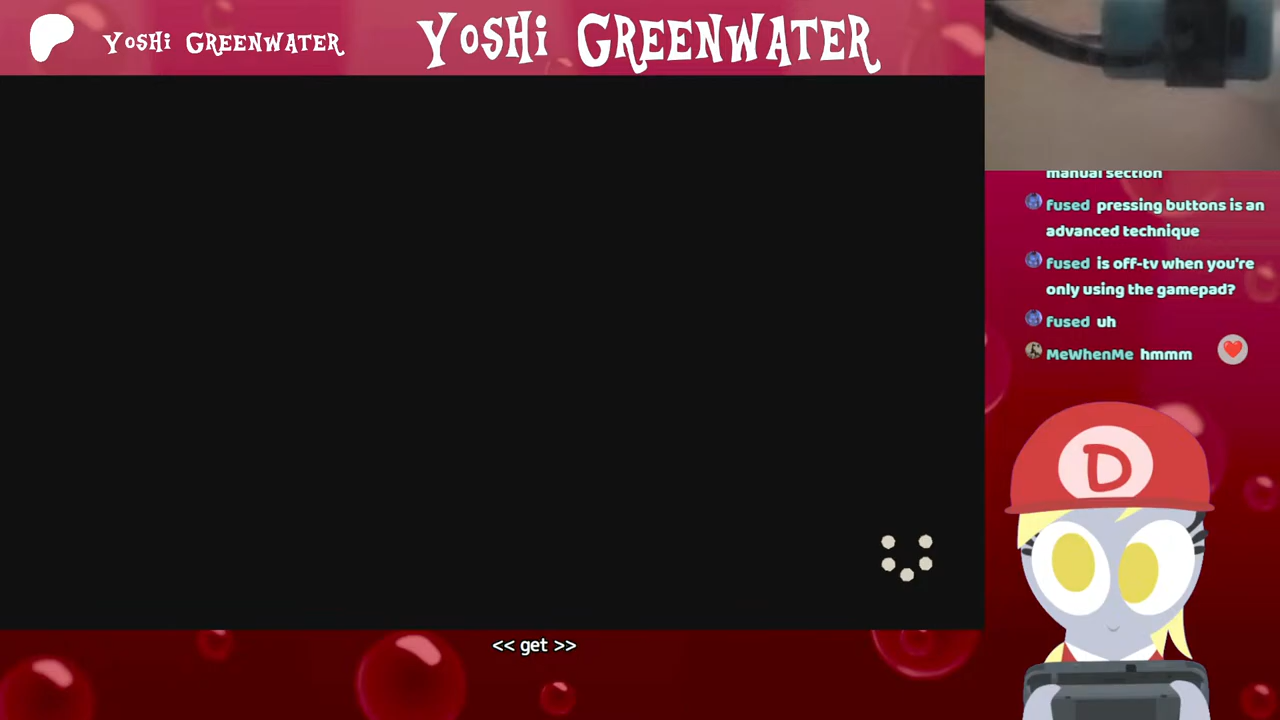 Yoshi Greenwater
Yoshi Greenwater
manual section
fused pressing buttons is an
advanced technique
fused is off-tv when you're
only using the gamepad?
fused uh
MeWhenMe hmmm
D
<< get >>